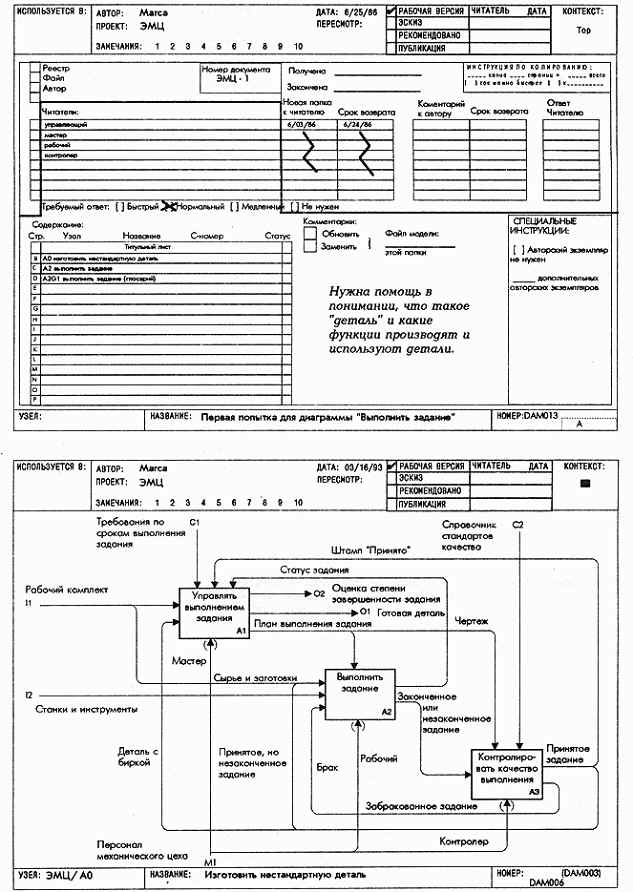 ИСПОЛЬЗУЕТСЯ В:
АВТОР: Marca
ДАТА: 6/25/86
РАБОЧАЯ ВЕРСИЯ
ЧИТАТЕЛЬ
ДАТА
КОНТЕКСТ:
ПРОЕКТ: ЭМЦ
ПЕРЕСМОТР:
ЭСКИЗ
Top
РЕКОМЕНДОВАНО
ЗАМЕЧАНИЯ: 1 2 3 4 5 6 7 8 9 10
ПУБЛИКАЦИЯ
Реестр
Файл
Автор
Номер документа
ЭМЦ - 1
Получена
Закончена
ИНСТРУКЦИЯ ПО КОПИРОВАНИЮ:
Читатели:
Новая папка
к читателю
Срок возврата
Коментарий
к автору
Срок возврата
Ответ
Читателю
управляющий
6/03/86
6/24/86
мастер
рабочий
контролер
Требуемый ответ: [ ] Быстрый [ ] Нормальный [ ] Медленный [ ] Не нужен
Содержание:
Стр. Узел Название С-номер Статус
Титульный лист
B A0 изготовить нестандартную деталь
C A2 выполнить задание
D A2G1 выполнить задание (глосарий)
E
F
G
H
I
J
K
L
M
N
O
P
Комментарии:
Обновить
Заменить
Файл модели:
этой папки
Нужна помощь в
понимании, что такое
"деталь" и какие
функции производят и
используют детали.
СПЕЦИАЛЬНЫЕ
ИНСТРУКЦИИ:
[ ] Авторский экземпляр
не нужен
дополнительных
авторских экземпляров
УЗЕЛ:
НАЗВАНИЕ: Первая попытка для диаграммы "Выполнить задание"
НОМЕР:DAM013
A
ИСПОЛЬЗУЕТСЯ В:
АВТОР: Marca
ДАТА: 03/16/93
РАБОЧАЯ ВЕРСИЯ
ЧИТАТЕЛЬ
ДАТА
КОНТЕКСТ:
ПРОЕКТ: ЭМЦ
ПЕРЕСМОТР:
ЭСКИЗ
РЕКОМЕНДОВАНО
ЗАМЕЧАНИЯ: 1 2 3 4 5 6 7 8 9 10
ПУБЛИКАЦИЯ
Требования по
срокам выполнения
задания
C1
Справочник
стандартов
качества
C2
Штамп "Принято"
Статус задания
Рабочий комплект
I1
Управлять
выполнением
задания
A1
O2
Оценка степени
завершенности задания
O1 Готовая деталь
План выполнения задания
Чертеж
Мастер
Сырье и заготовки
Выполнить
задание
A2
I2
Станки и инструменты
Законченное
или
незаконченное
задание
Деталь с
биркой
Принятое, но
незаконченное
задание
Брак
Рабочий
Контролиро-
вать качество
выполнения
A3
Принятое
задание
Забракованное задание
Персонал
механического цеха
M1
Контролер
УЗЕЛ: ЭМЦ/A0
НАЗВАНИЕ: Изготовить нестандартную деталь
НОМЕР: (DAM003)
DAM006